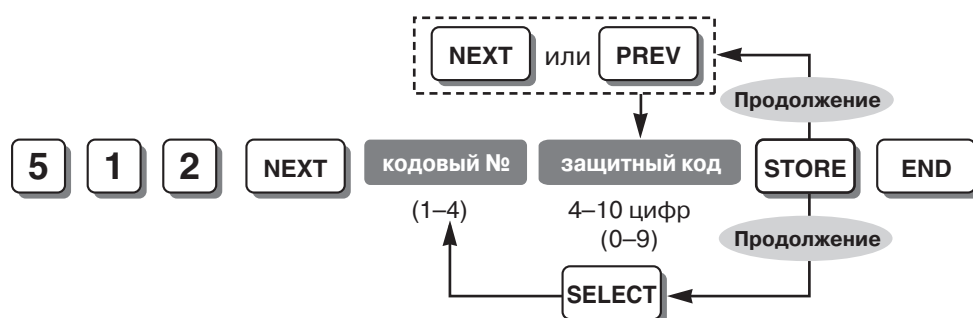 NEXT или PREV
Продолжение
5 1 2 NEXT кодовый № защитный код STORE END
(1–4) 4–10 цифр
(0–9)
Продолжение
SELECT